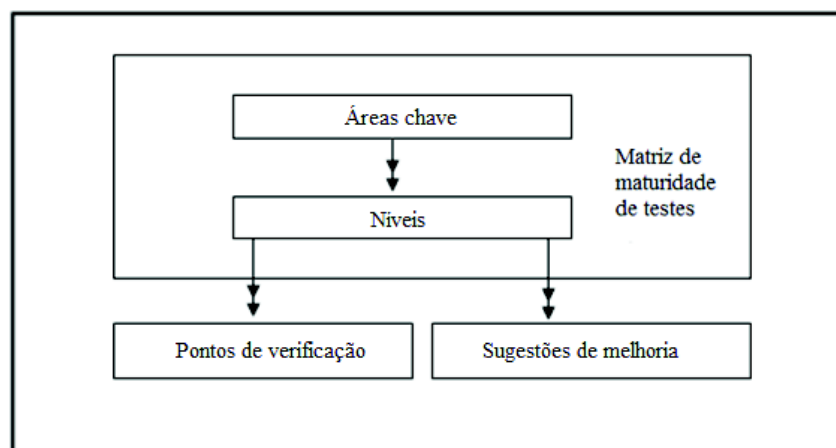 Áreas chave
Matriz de
maturidade
de testes
Níveis
Pontos de verificação
Sugestões de melhoria